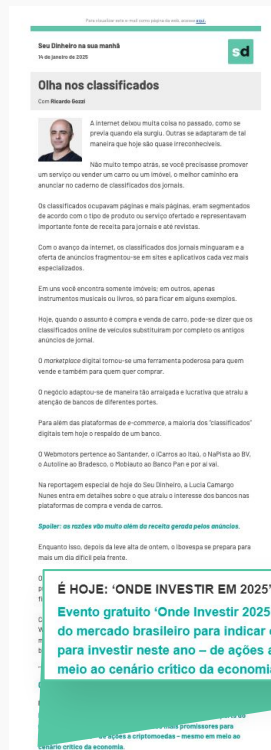 Para visualizar este e-mail como página da web, acesse aqui.
Seu Dinheiro na sua manhã
14 de janeiro de 2025
sd
Olha nos classificados
Com Ricardo Gozzi
A internet deixou muita coisa no passado, como se
previa quando ela surgiu. Outras se adaptaram de tal
maneira que hoje são quase irreconhecíveis.
Não muito tempo atrás, se você precisasse promover
um serviço ou vender um carro ou um imóvel, o melhor caminho era
anunciar no caderno de classificados dos jornais.
Os classificados ocupavam páginas e mais páginas, eram segmentados
de acordo com o tipo de produto ou serviço ofertado e representavam
importante fonte de receita para jornais e até revistas.
Com o avanço da internet, os classificados dos jornais minguaram e a
oferta de anúncios fragmentou-se em sites e aplicativos cada vez mais
especializados.
Em uns você encontra somente imóveis; em outros, apenas
instrumentos musicais ou livros, só para ficar em alguns exemplos.
Hoje, quando o assunto é compra e venda de carro, pode-se dizer que os
classificados online de veículos substituíram por completo os antigos
anúncios de jornal.
O marketplace digital tornou-se uma ferramenta poderosa para quem
vende e também para quem quer comprar.
O negócio adaptou-se de maneira tão arraigada e lucrativa que atraiu a
atenção de bancos de diferentes portes.
Para além das plataformas de e-commerce, a maioria dos "classificados"
digitais tem hoje o respaldo de um banco.
O Webmotors pertence ao Santander, o iCarros ao Itaú, o NaPista ao BV,
o Autoline ao Bradesco, o Mobiauto ao Banco Pan e por aí vai.
Na reportagem especial de hoje do Seu Dinheiro, a Lucia Camargo
Nunes entra em detalhes sobre o que atraiu o interesse dos bancos nas
plataformas de compra e venda de carros.
Spoiler: as razões vão muito além da receita gerada pelos anúncios.
Enquanto isso, depois da leve alta de ontem, o Ibovespa se prepara para
mais um dia difícil pela frente.
É HOJE: 'ONDE INVESTIR EM 2025'
Evento gratuito 'Onde Investir 2025
do mercado brasileiro para indicar
para investir neste ano – de ações a
meio ao cenário crítico da economia
mais promissores para
de ações a criptomoedas – mesmo em meio ao
cenário crítico da economia.